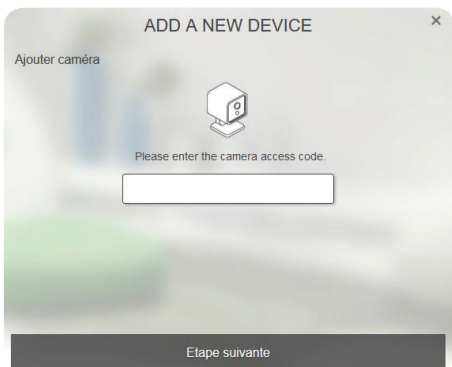 ADD A NEW DEVICE
×
Ajouter caméra
Please enter the camera access code.
Etape suivante